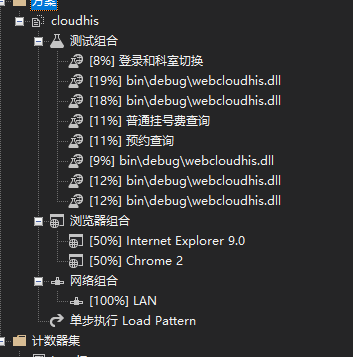 方案
cloudhis
测试组合
[8%] 登录和科室切换
[19%] bin\debug\webcloudhis.dll
[18%] bin\debug\webcloudhis.dll
[11%] 普通挂号费查询
[11%] 预约查询
[9%] bin\debug\webcloudhis.dll
[12%] bin\debug\webcloudhis.dll
[12%] bin\debug\webcloudhis.dll
浏览器组合
[50%] Internet Explorer 9.0
[50%] Chrome 2
网络组合
[100%] LAN
单步执行 Load Pattern
计数器集